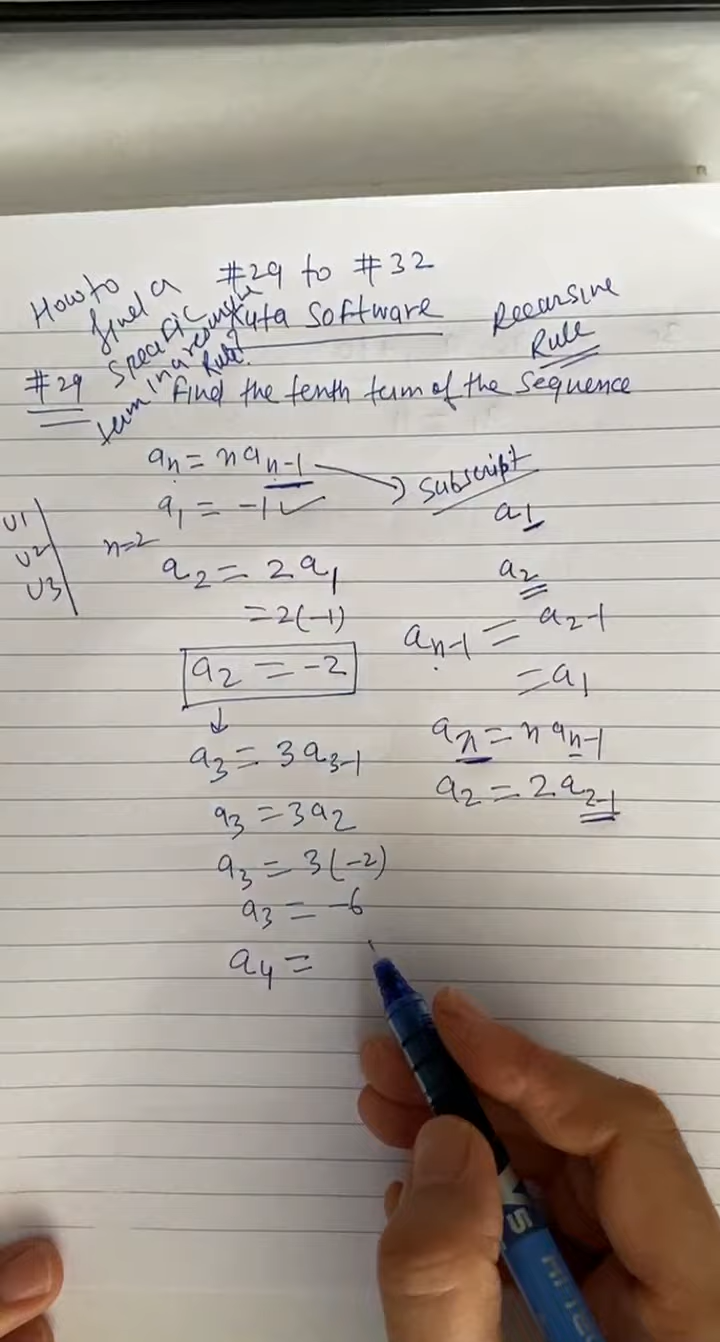 How to find a specific term in a recursive Rule?
#29 to #32
Kuta Software
Recursive
Rule
#29
Find the tenth term of the sequence
aₙ = n aₙ₋₁
subscript
a₁ = -1 ✓
a₁
U1
U2
U3
n=2
a₂ = 2a₁
a₂
= 2(-1)
aₙ₋₁ = a₂₋₁
a₂ = -2
= a₁
↓
a₃ = 3a₃₋₁
aₙ = n aₙ₋₁
a₃ = 3a₂
a₂ = 2a₂₋₁
a₃ = 3(-2)
a₃ = -6
a₄ =
HI-TEC